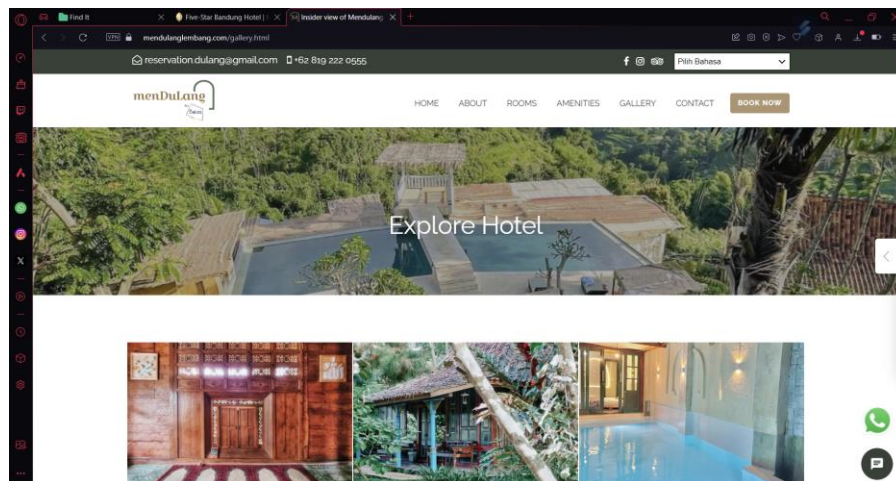 Find It
Five-Star Bandung Hotel |
Insider view of Mendulang
VPN
mendulanglembang.com/gallery.html
reservation.dulang@gmail.com +62 819 222 0555
Pilih Bahasa
menDuLang
HOME ABOUT ROOMS AMENITIES GALLERY CONTACT BOOK NOW
Explore Hotel